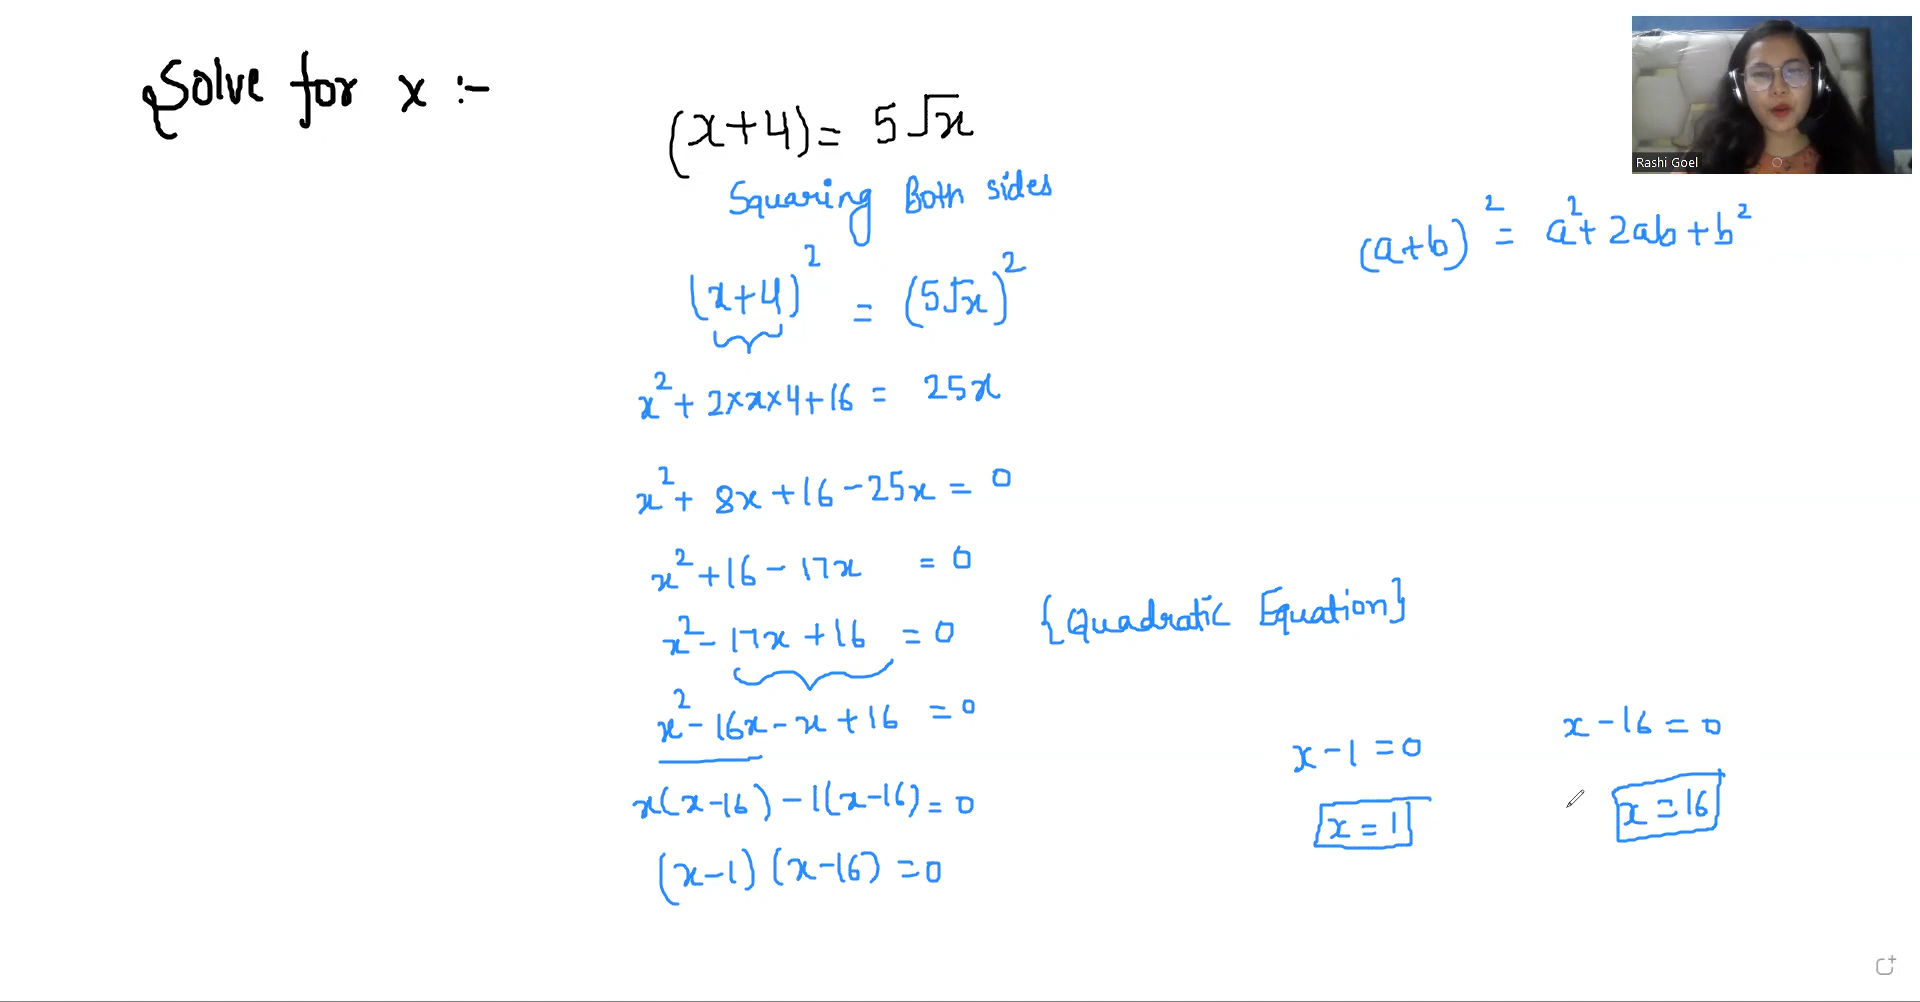 Solve for x :-
(x+4) = 5√x
Squaring Both sides
(x+4)² = (5√x)²
x² + 2×x×4+16 = 25x
x² + 8x +16 - 25x = 0
x² +16 - 17x = 0
x² - 17x +16 = 0
x² - 16x - x +16 = 0
x(x-16) - 1(x-16) = 0
(x-1) (x-16) = 0
Rashi Goel
(a+b)² = a² + 2ab + b²
{Quadratic Equation}
x - 1 = 0
x = 1
x - 16 = 0
x = 16